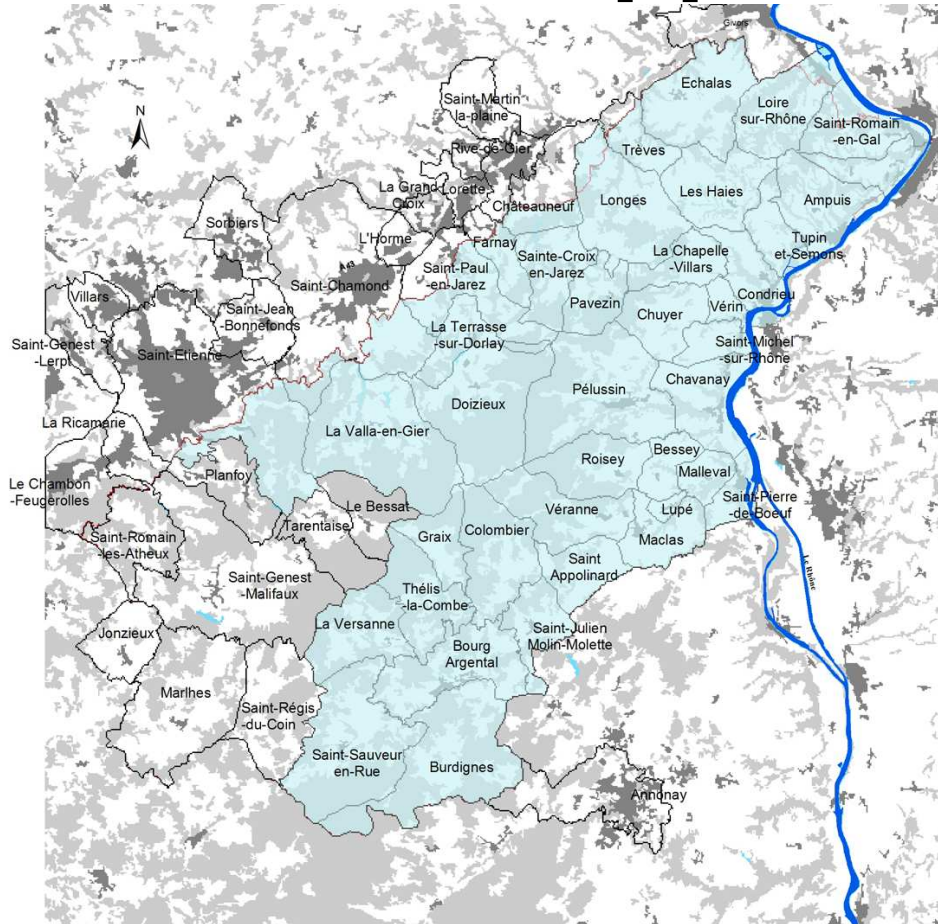 Givors
Echalas
Saint-Martin
la-plaine
Loire
sur-Rhône
Saint-Romain
-en-Gal
N
Rive-de-Gier
Trèves
La Grand
Croix
Lorette
Les Haies
Longes
Ampuis
Châteauneuf
Sorbiers
L'Horme
Farnay
Tupin
et-Semons
Sainte-Croix
en-Jarez
La Chapelle
-Villars
A43
Saint-Paul
en-Jarez
Saint-Chamond
Villars
Saint-Jean
-Bonnefonds
Pavezin
Condrieu
Vérin
Chuyer
La Terrasse
-sur-Dorlay
Saint-Genest
-Lerpt
Saint-Etienne
Saint-Michel
-sur-Rhône
Chavanay
Pélussin
Doizieux
La Ricamarie
La Valla-en-Gier
Bessey
Roisey
Malleval
Planfoy
Le Chambon
-Feugerolles
Le Bessat
Saint-Pierre
-de-Boeuf
Véranne
Lupé
Tarentaise
Colombier
Graix
Maclas
Saint-Romain
-les-Atheux
Saint
Appolinard
Le Rhône
Saint-Genest
-Malifaux
Thélis
-la-Combe
La Versanne
Saint-Julien
Molin-Molette
Jonzieux
Bourg
Argental
Marlhes
Saint-Régis
-du-Coin
Saint-Sauveur
en-Rue
Burdignes
Annonay